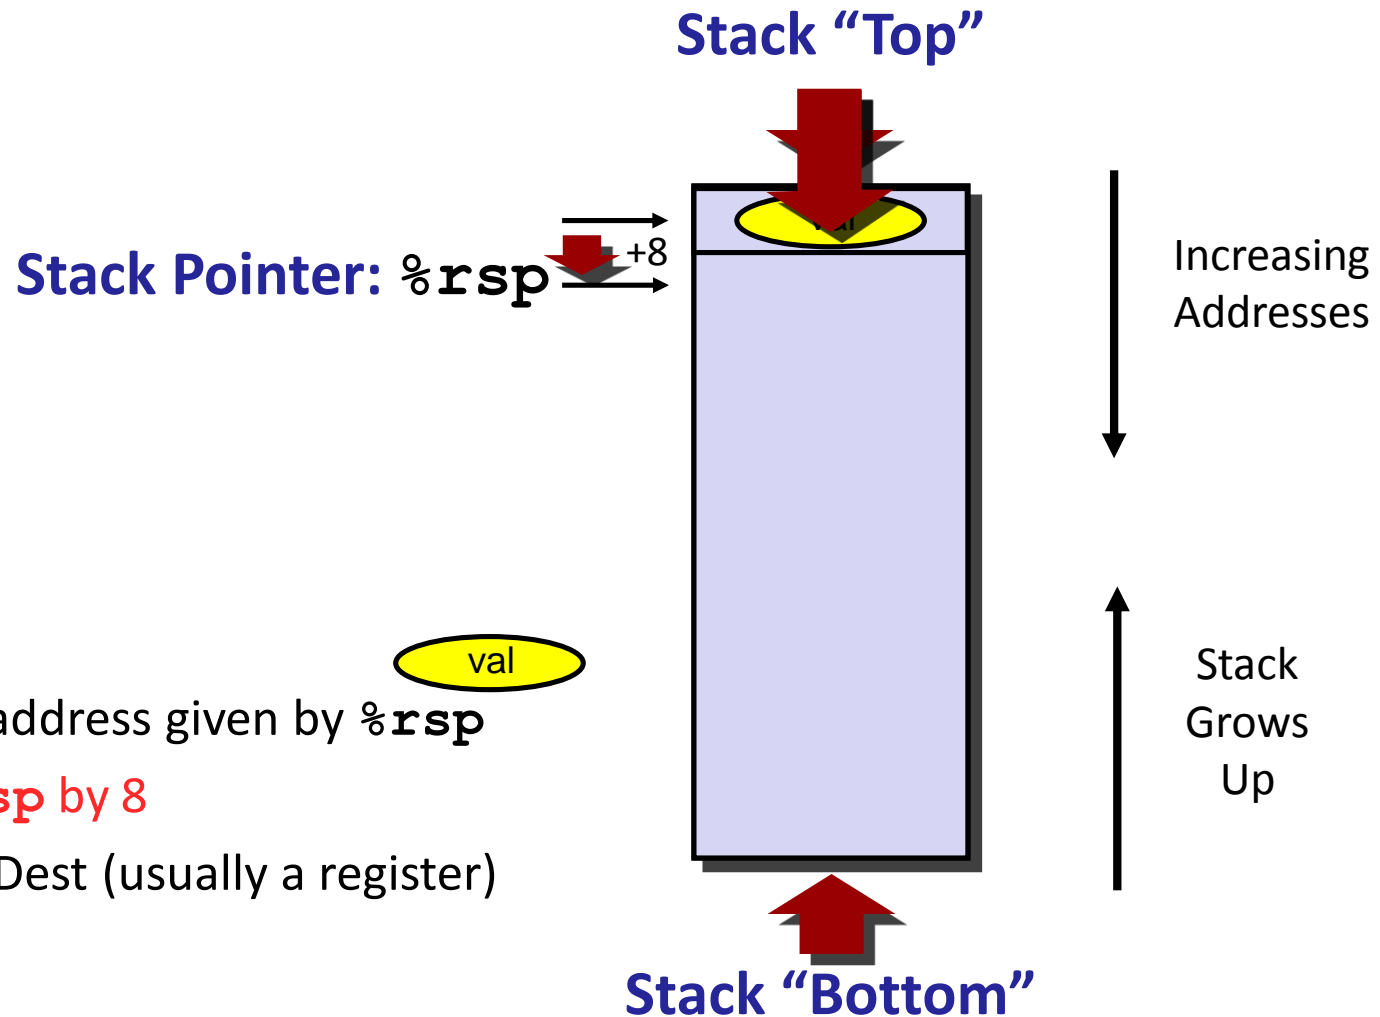 Stack “Top”
val
+8
Stack Pointer: %rsp
Increasing
Addresses
val
address given by %rsp
sp by 8
Dest (usually a register)
Stack
Grows
Up
Stack “Bottom”